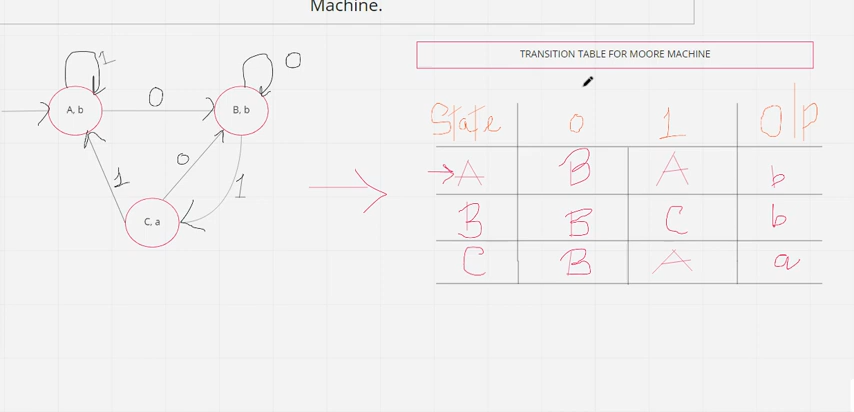 Machine.
TRANSITION TABLE FOR MOORE MACHINE
1
0
0
A, b
B, b
1
0
1
C, a
State 0 1 O|P
A B A b
B B C b
C B A a